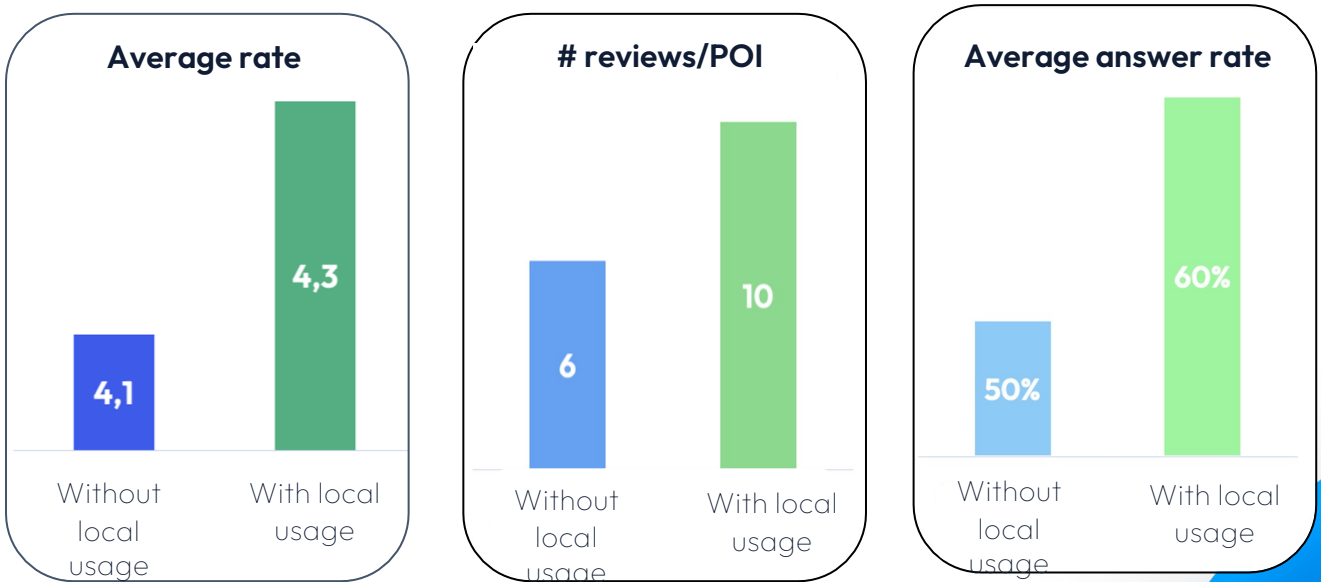 Average rate
4,3
4,1
Without
local
usage
With local
usage
# reviews/POI
10
6
Without
local
usage
With local
usage
Average answer rate
60%
50%
Without
local
usage
With local
usage